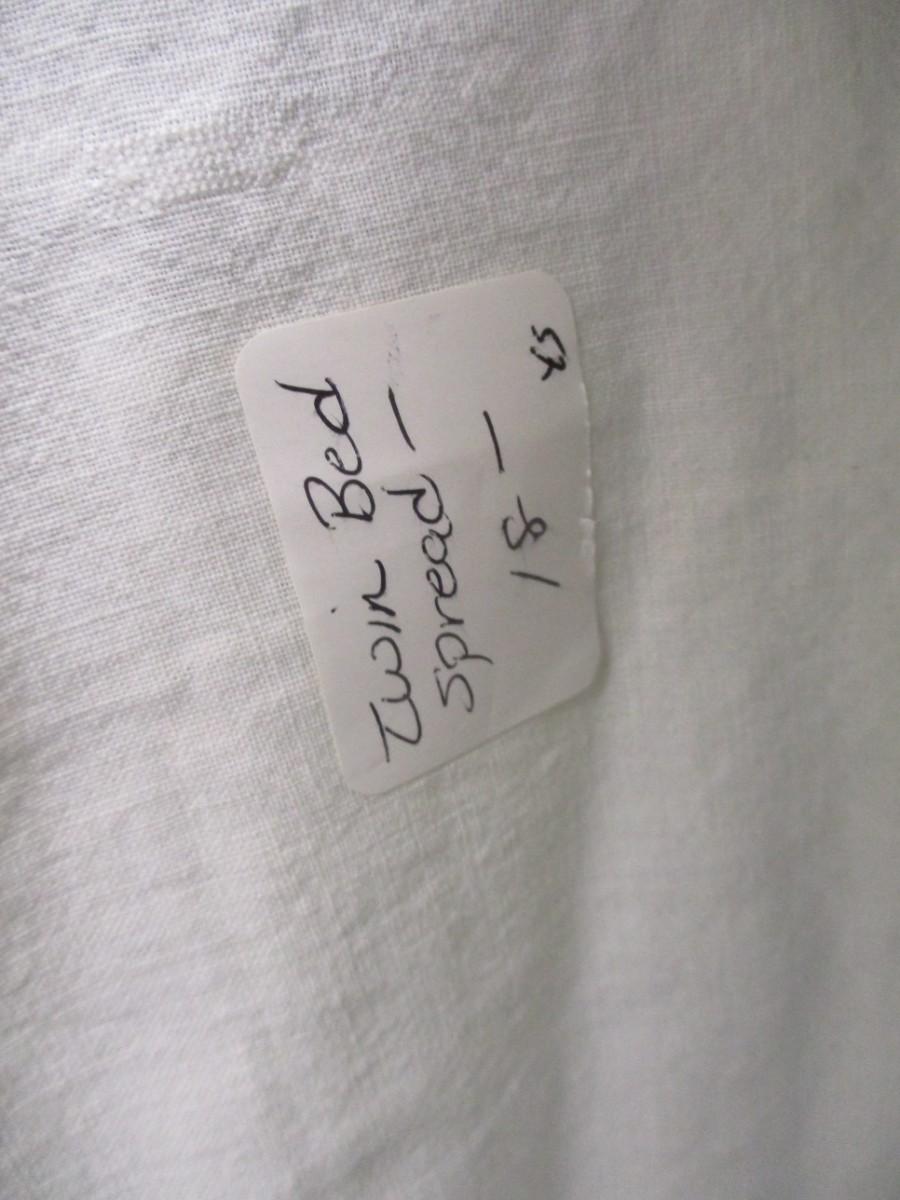 Twin Bed
Spread —
18 —